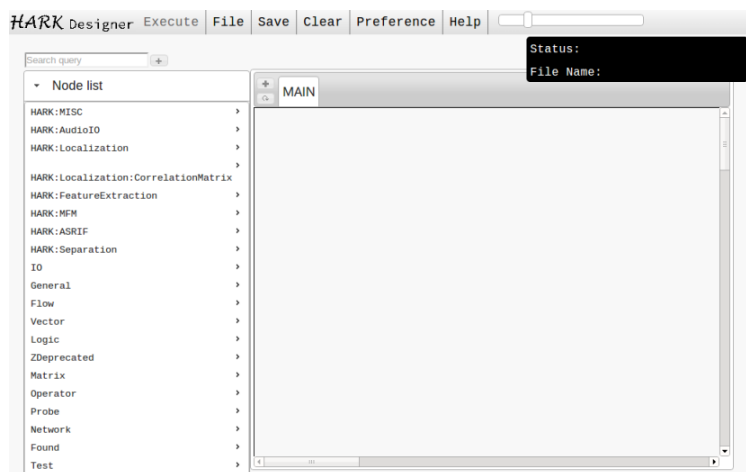 HARK Designer Execute File Save Clear Preference Help
Status:
File Name:
Search query
Node list
MAIN
HARK:MISC
HARK:AudioIO
HARK:Localization
HARK:Localization:CorrelationMatrix
HARK:FeatureExtraction
HARK:MFM
HARK:ASRIF
HARK:Separation
IO
General
Flow
Vector
Logic
ZDeprecated
Matrix
Operator
Probe
Network
Found
Test